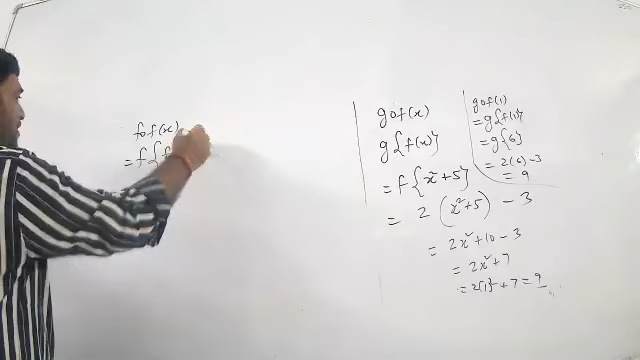 fof(x)
= f{f
gof(x)
g{f(x)}
= f{x²+5}
= 2 (x²+5) - 3
= 2x²+10-3
= 2x²+7
= 2(1)²+7=9
gof(1)
=g{f(1)}
=g{6}
= 2(6)-3
= 9